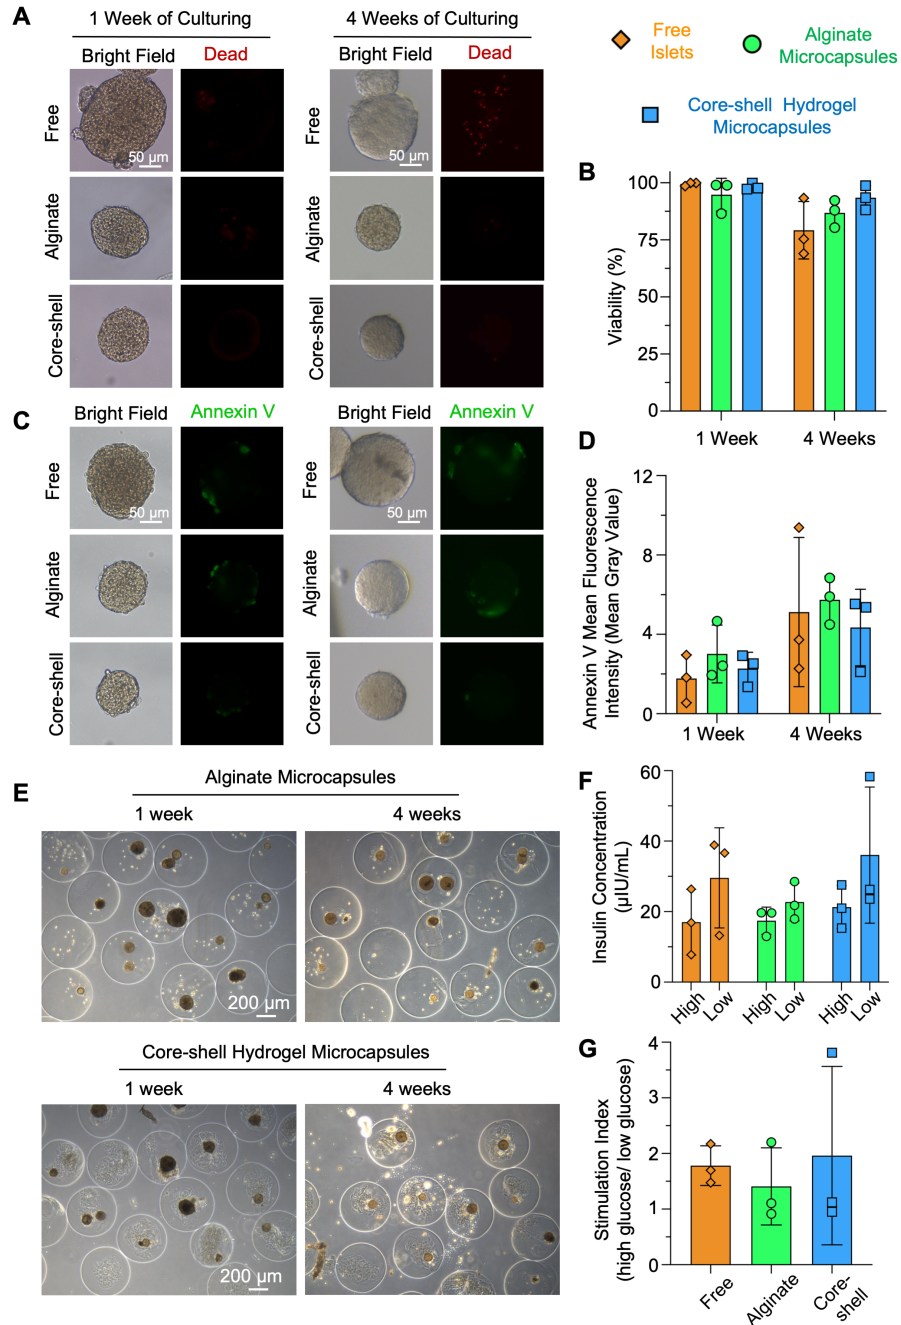 A
1 Week of Culturing
4 Weeks of Culturing
Bright Field
Dead
Bright Field
Dead
Free
50 µm
Free
50 µm
Alginate
Alginate
Core-shell
Core-shell
Free
Islets
Alginate
Microcapsules
Core-shell Hydrogel
Microcapsules
B
Viability (%)
100
75
50
25
0
1 Week
4 Weeks
C
Bright Field
Annexin V
Bright Field
Annexin V
Free
50 µm
Free
50 µm
Alginate
Alginate
Core-shell
Core-shell
D
Annexin V Mean Fluorescence
Intensity (Mean Gray Value)
12
8
4
0
1 Week
4 Weeks
E
Alginate Microcapsules
1 week
4 weeks
200 µm
Core-shell Hydrogel Microcapsules
1 week
4 weeks
200 µm
F
Insulin Concentration
(µIU/mL)
60
40
20
0
High
Low
High
Low
High
Low
G
Stimulation Index
(high glucose/ low glucose)
4
3
2
1
0
Free
Alginate
Core-
shell